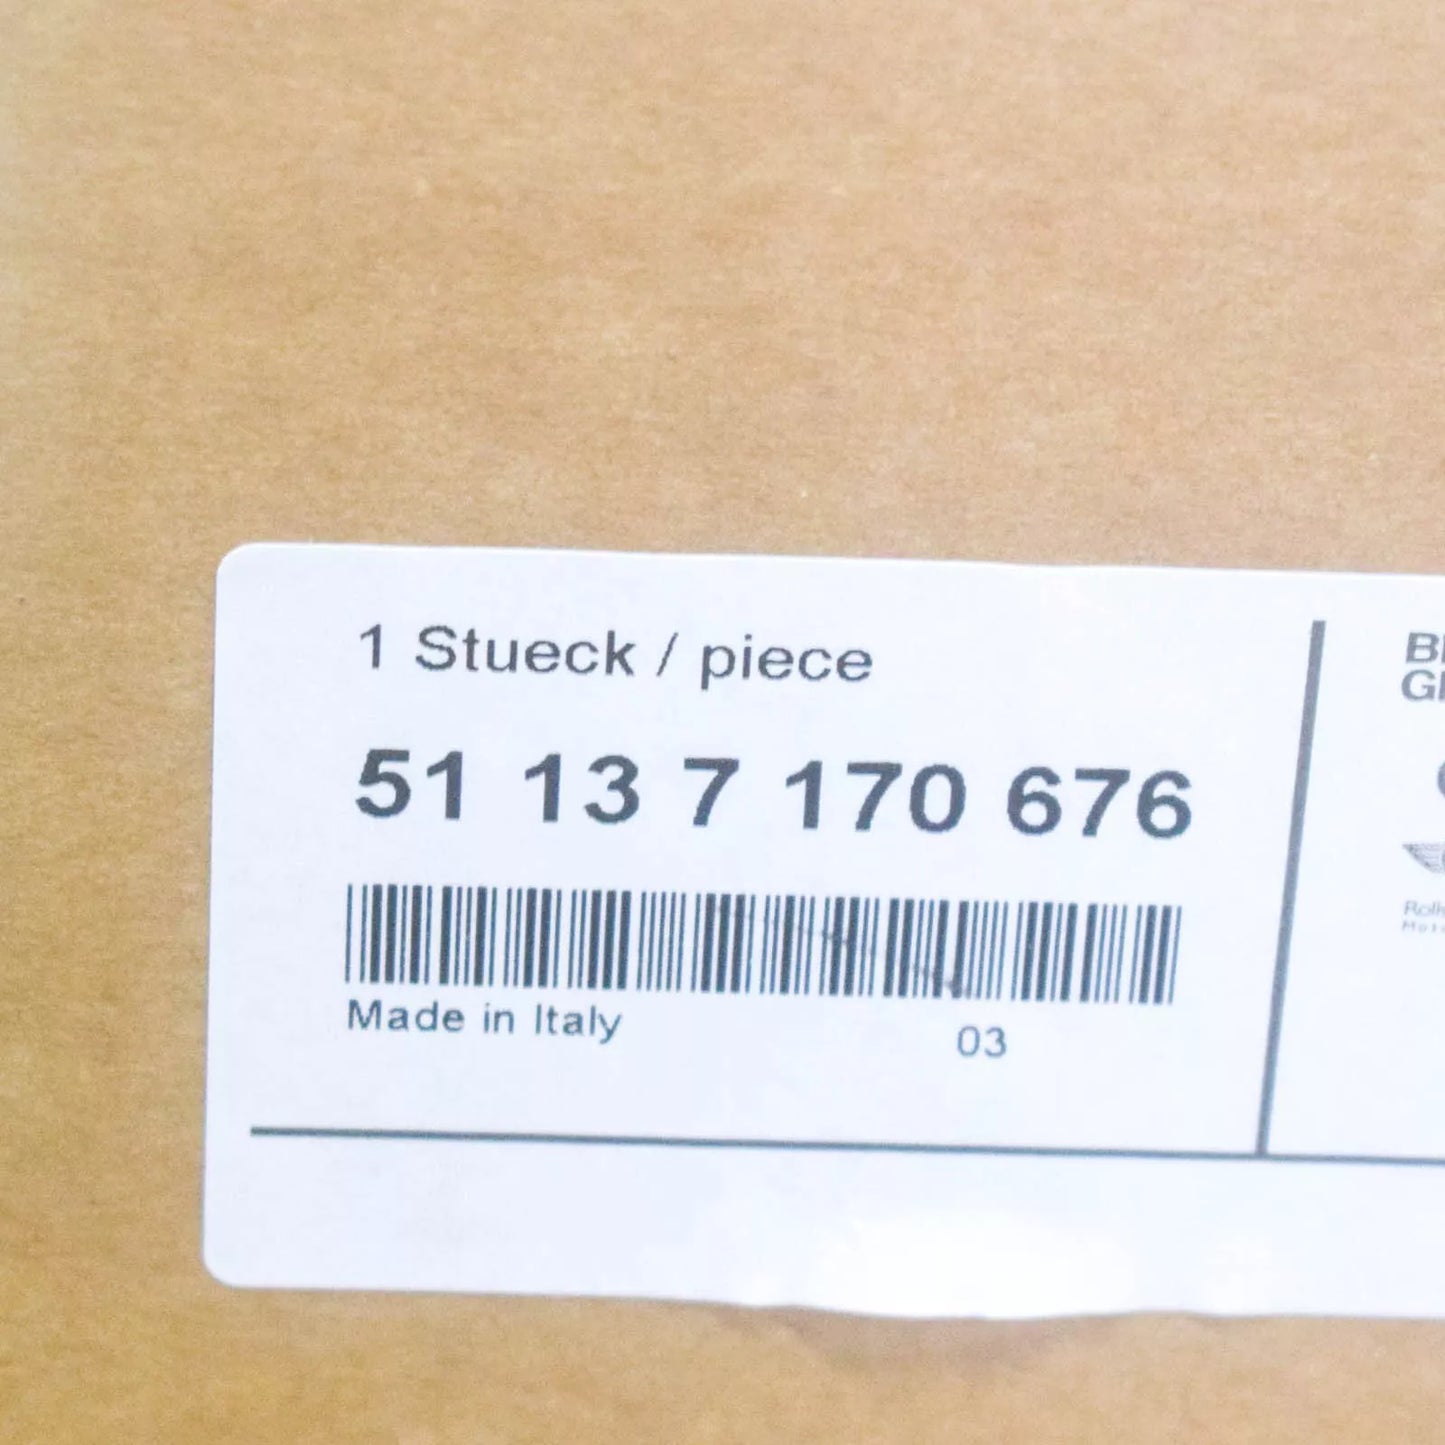 1 Stueck / piece
51 13 7 170 676
Made in Italy
03